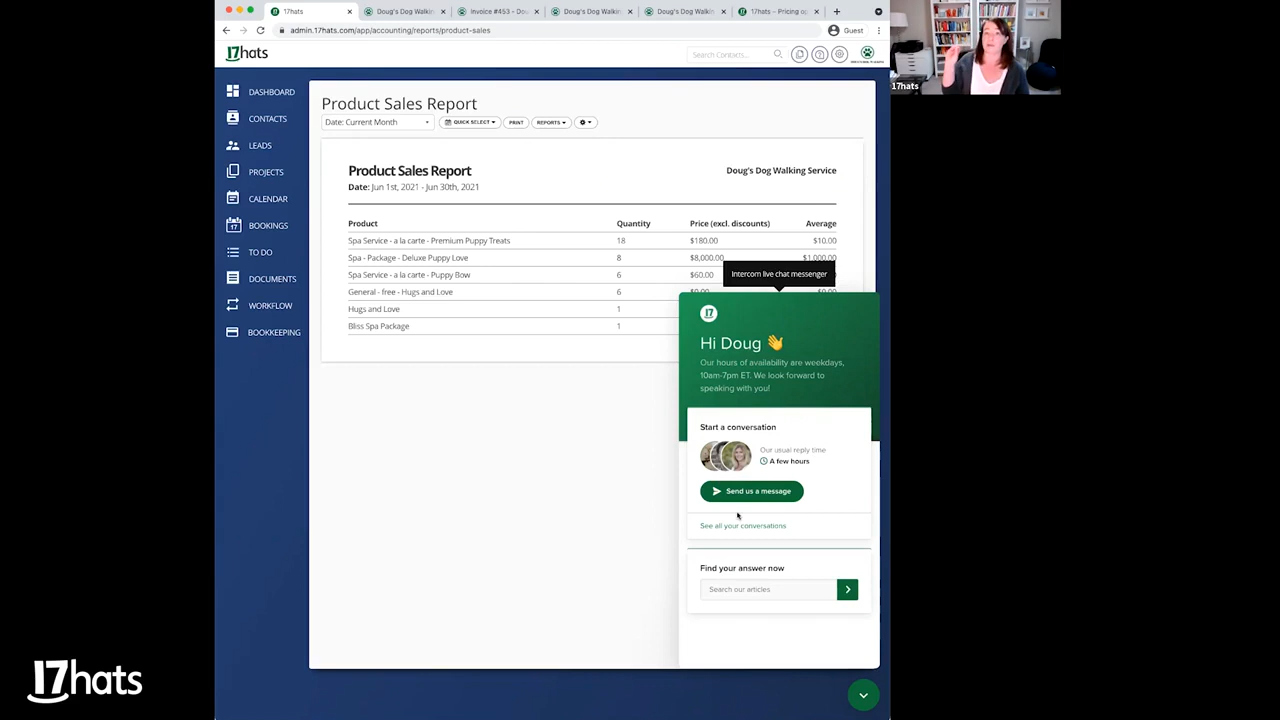 17hats
Doug's Dog Walkin
Invoice #453 - Dou
Doug's Dog Walkin
Doug's Dog Walkin
17hats – Pricing op
admin.17hats.com/app/accounting/reports/product-sales
Guest
17hats
Search Contacts...
17hats
DASHBOARD
CONTACTS
LEADS
PROJECTS
CALENDAR
17
BOOKINGS
TO DO
DOCUMENTS
WORKFLOW
BOOKKEEPING
Product Sales Report
Date: Current Month
QUICK SELECT
PRINT
REPORTS
Product Sales Report
Doug's Dog Walking Service
Date: Jun 1st, 2021 - Jun 30th, 2021
Product Quantity Price (excl. discounts) Average
Spa Service - a la carte - Premium Puppy Treats 18 $180.00 $10.00
Spa - Package - Deluxe Puppy Love 8 $8,000.00 $1,000.00
Spa Service - a la carte - Puppy Bow 6 $60.00
General - free - Hugs and Love 6 $0.00 $0.00
Hugs and Love 1
Bliss Spa Package 1
Intercom live chat messenger
17
Hi Doug 👋
Our hours of availability are weekdays,
10am-7pm ET. We look forward to
speaking with you!
Start a conversation
Our usual reply time
A few hours
Send us a message
See all your conversations
Find your answer now
Search our articles
17hats